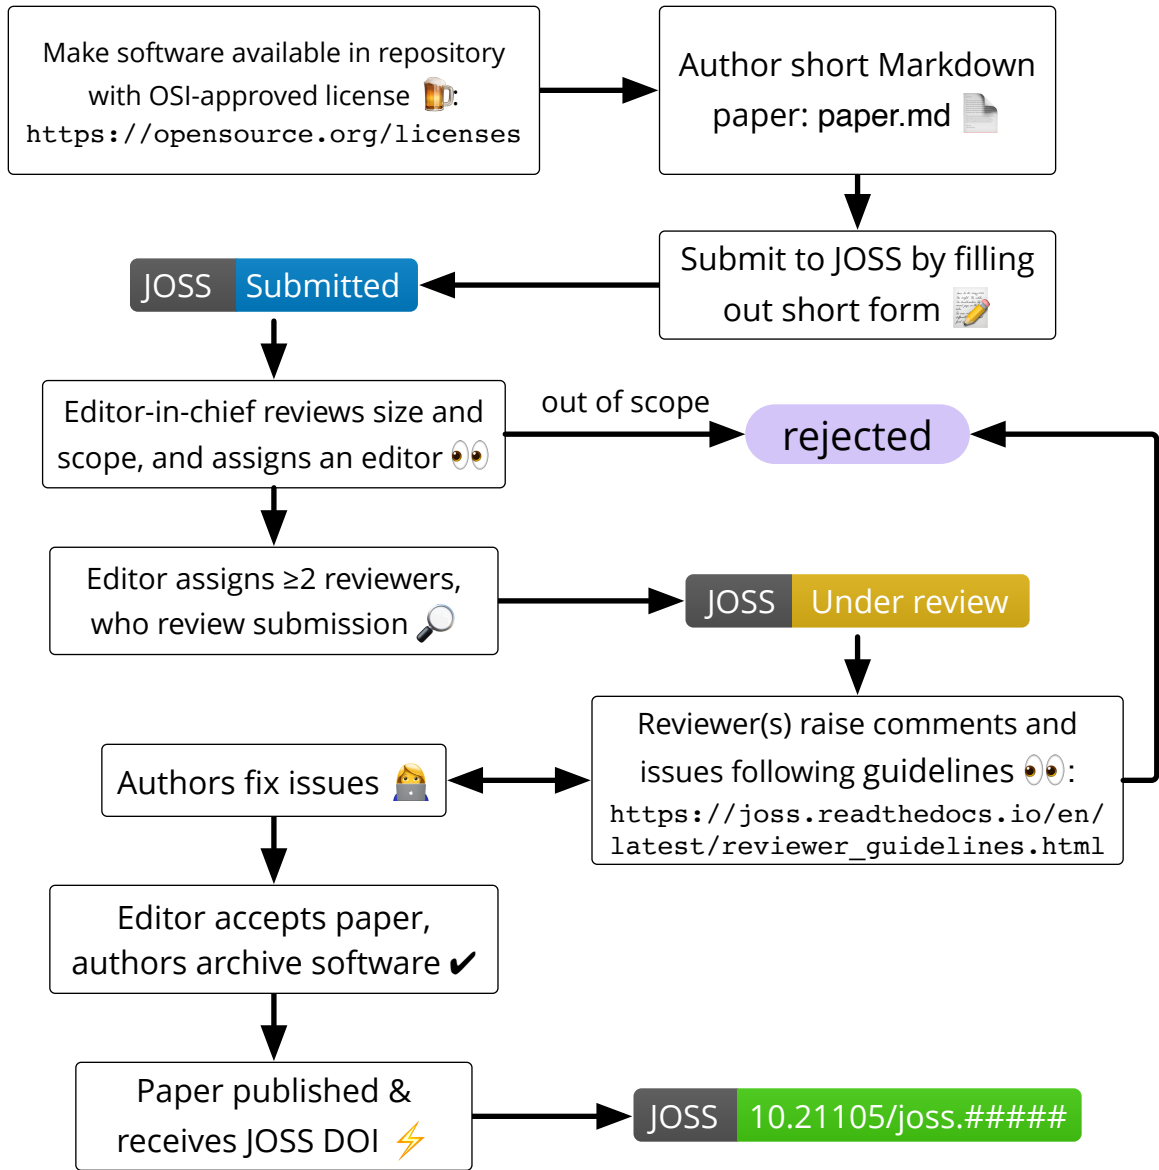 Make software available in repository
with OSI-approved license 🍺:
https://opensource.org/licenses
Author short Markdown
paper: paper.md 📄
Submit to JOSS by filling
out short form 📝
JOSS Submitted
Editor-in-chief reviews size and
scope, and assigns an editor 👀
out of scope
rejected
Editor assigns ≥2 reviewers,
who review submission 🔎
JOSS Under review
Reviewer(s) raise comments and
issues following guidelines 👀:
https://joss.readthedocs.io/en/
latest/reviewer_guidelines.html
Authors fix issues 👩‍💻
Editor accepts paper,
authors archive software ✔
Paper published &
receives JOSS DOI ⚡
JOSS 10.21105/joss.#####